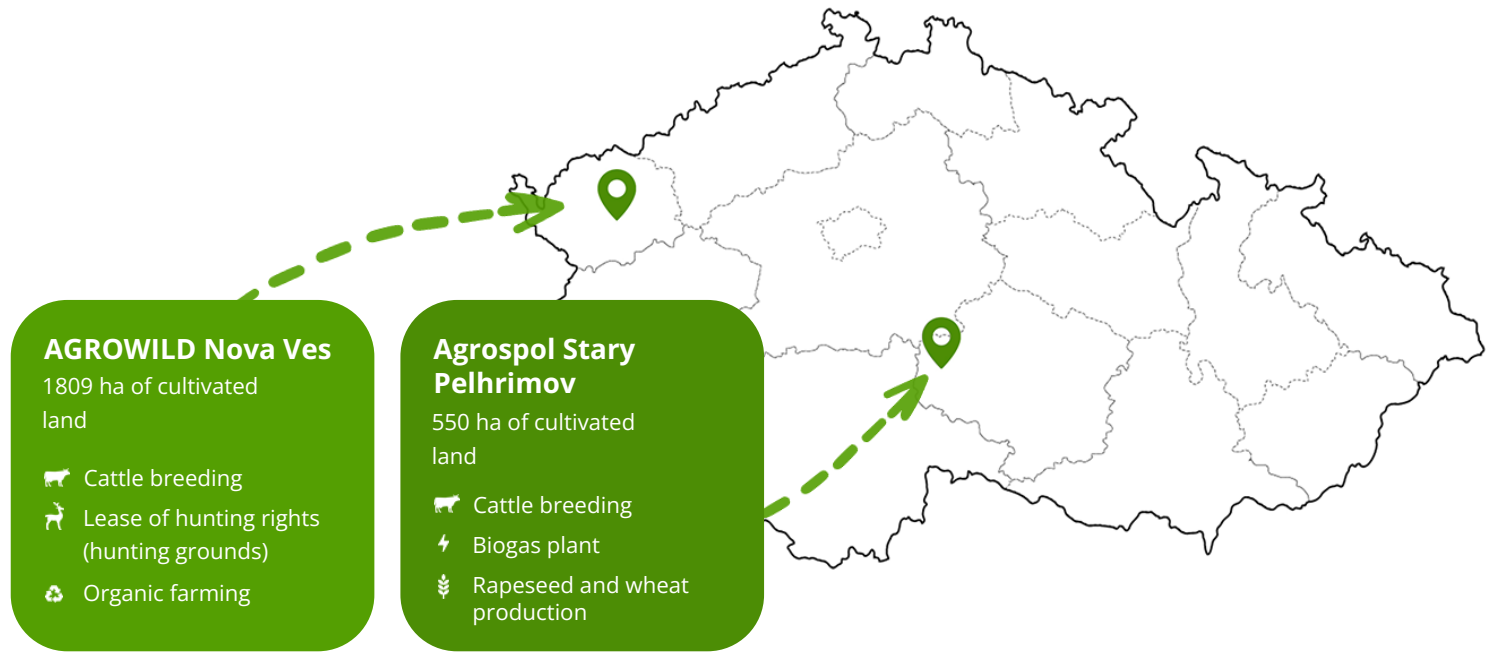 AGROWILD Nova Ves
1809 ha of cultivated
land
Cattle breeding
Lease of hunting rights
(hunting grounds)
Organic farming
Agrospol Stary
Pelhrimov
550 ha of cultivated
land
Cattle breeding
Biogas plant
Rapeseed and wheat
production